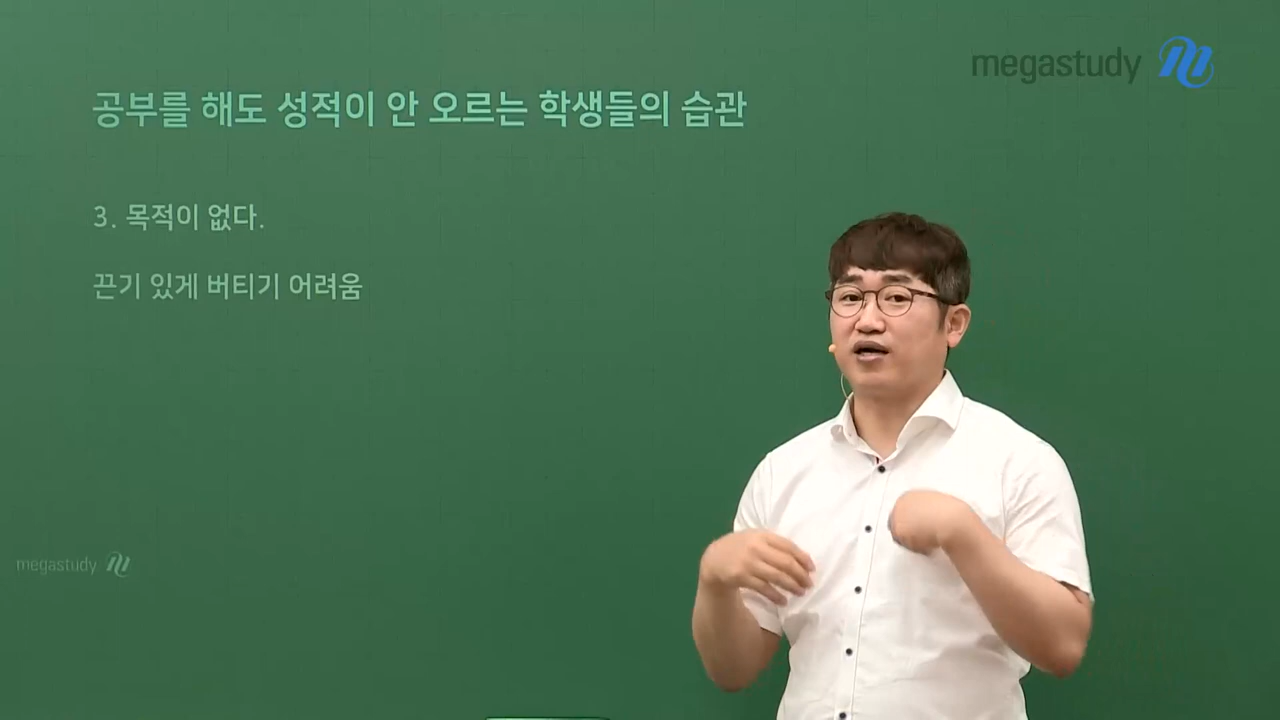 megastudy
공부를 해도 성적이 안 오르는 학생들의 습관
3. 목적이 없다.
끈기 있게 버티기 어려움
megastudy